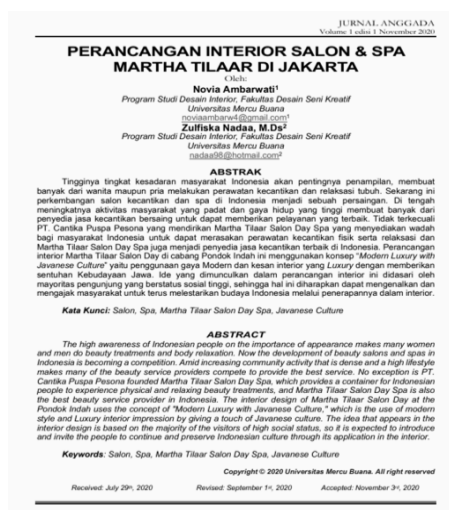 JURNAL ANGGADA
Volume 1 edisi 1 November 2020
PERANCANGAN INTERIOR SALON & SPA
MARTHA TILAAR DI JAKARTA
Oleh:
Novia Ambarwati¹
Program Studi Desain Interior, Fakultas Desain Seni Kreatif
Universitas Mercu Buana
noviaambarw4@gmail.com¹
Zulfiska Nadaa, M.Ds²
Program Studi Desain Interior, Fakultas Desain Seni Kreatif
Universitas Mercu Buana
nadaa98@hotmail.com²
ABSTRAK
Tingginya tingkat kesadaran masyarakat Indonesia akan pentingnya penampilan, membuat
banyak dari wanita maupun pria melakukan perawatan kecantikan dan relaksasi tubuh. Sekarang ini
perkembangan salon kecantikan dan spa di Indonesia menjadi sebuah persaingan. Di tengah
meningkatnya aktivitas masyarakat yang padat dan gaya hidup yang tinggi membuat banyak dari
penyedia jasa kecantikan bersaing untuk dapat memberikan pelayanan yang terbaik. Tidak terkecuali
PT. Cantika Puspa Pesona yang mendirikan Martha Tilaar Salon Day Spa yang menyediakan wadah
bagi masyarakat Indonesia untuk dapat merasakan perawatan kecantikan fisik serta relaksasi dan
Martha Tilaar Salon Day Spa juga menjadi penyedia jasa kecantikan terbaik di Indonesia. Perancangan
interior Martha Tilaar Salon Day di cabang Pondok Indah ini menggunakan konsep "Modern Luxury with
Javanese Culture" yaitu penggunaan gaya Modern dan kesan interior yang Luxury dengan memberikan
sentuhan Kebudayaan Jawa. Ide yang dimunculkan dalam perancangan interior ini didasari oleh
mayoritas pengunjung yang berstatus sosial tinggi, sehingga hal ini diharapkan dapat mengenalkan dan
mengajak masyarakat untuk terus melestarikan budaya Indonesia melalui penerapannya dalam interior.
Kata Kunci: Salon, Spa, Martha Tilaar Salon Day Spa, Javanese Culture
ABSTRACT
The high awareness of Indonesian people on the importance of appearance makes many women
and men do beauty treatments and body relaxation. Now the development of beauty salons and spas in
Indonesia is becoming a competition. Amid increasing community activity that is dense and a high lifestyle
makes many of the beauty service providers compete to provide the best service. No exception is PT.
Cantika Puspa Pesona founded Martha Tilaar Salon Day Spa, which provides a container for Indonesian
people to experience physical and relaxing beauty treatments, and Martha Tilaar Salon Day Spa is also
the best beauty service provider in Indonesia. The interior design of Martha Tilaar Salon Day at the
Pondok Indah uses the concept of "Modern Luxury with Javanese Culture," which is the use of modern
style and Luxury interior impression by giving a touch of Javanese culture. The idea that appears in the
interior design is based on the majority of the visitors of high social status, so it is expected to introduce
and invite the people to continue and preserve Indonesian culture through its application in the interior.
Keywords: Salon, Spa, Martha Tilaar Salon Day Spa, Javanese Culture
Copyright © 2020 Universitas Mercu Buana. All right reserved
Received: July 29th, 2020 Revised: September 1st, 2020 Accepted: November 3rd, 2020